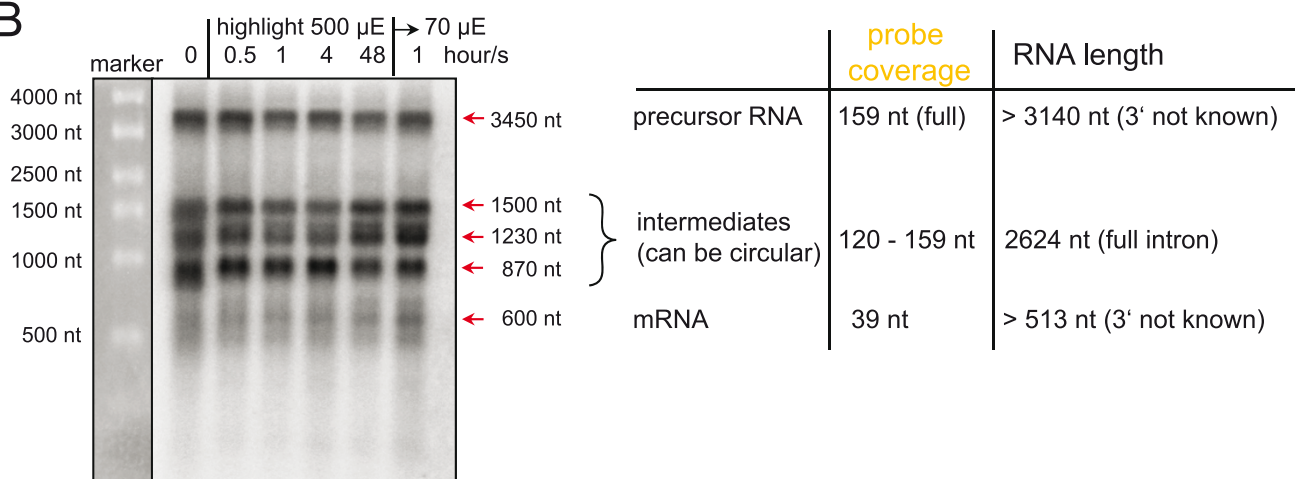 B
highlight 500 µE → 70 µE
marker 0 0.5 1 4 48 1 hour/s
4000 nt
3000 nt
2500 nt
1500 nt
1000 nt
500 nt
3450 nt
1500 nt
1230 nt
870 nt
600 nt
probe
coverage
RNA length
precursor RNA 159 nt (full) > 3140 nt (3‘ not known)
intermediates
(can be circular)
120 - 159 nt 2624 nt (full intron)
mRNA 39 nt > 513 nt (3‘ not known)